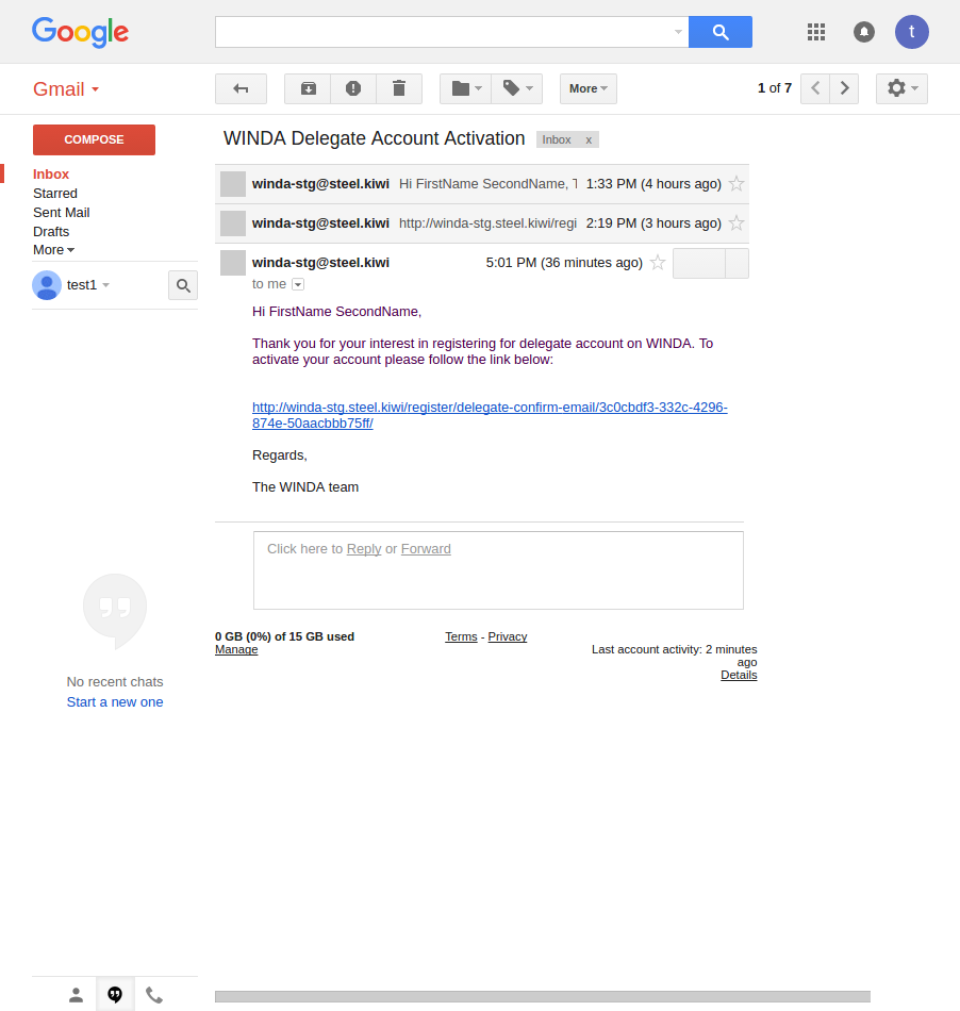 Google
t
Gmail
More
1 of 7
COMPOSE
WINDA Delegate Account Activation Inbox x
Inbox
Starred
Sent Mail
Drafts
More
test1
winda-stg@steel.kiwi Hi FirstName SecondName, T 1:33 PM (4 hours ago)
winda-stg@steel.kiwi http://winda-stg.steel.kiwi/regi 2:19 PM (3 hours ago)
winda-stg@steel.kiwi 5:01 PM (36 minutes ago)
to me
Hi FirstName SecondName,
Thank you for your interest in registering for delegate account on WINDA. To
activate your account please follow the link below:
http://winda-stg.steel.kiwi/register/delegate-confirm-email/3c0cbdf3-332c-4296-
874e-50aacbbb75ff/
Regards,
The WINDA team
Click here to Reply or Forward
0 GB (0%) of 15 GB used
Manage
Terms - Privacy
Last account activity: 2 minutes
ago
Details
No recent chats
Start a new one